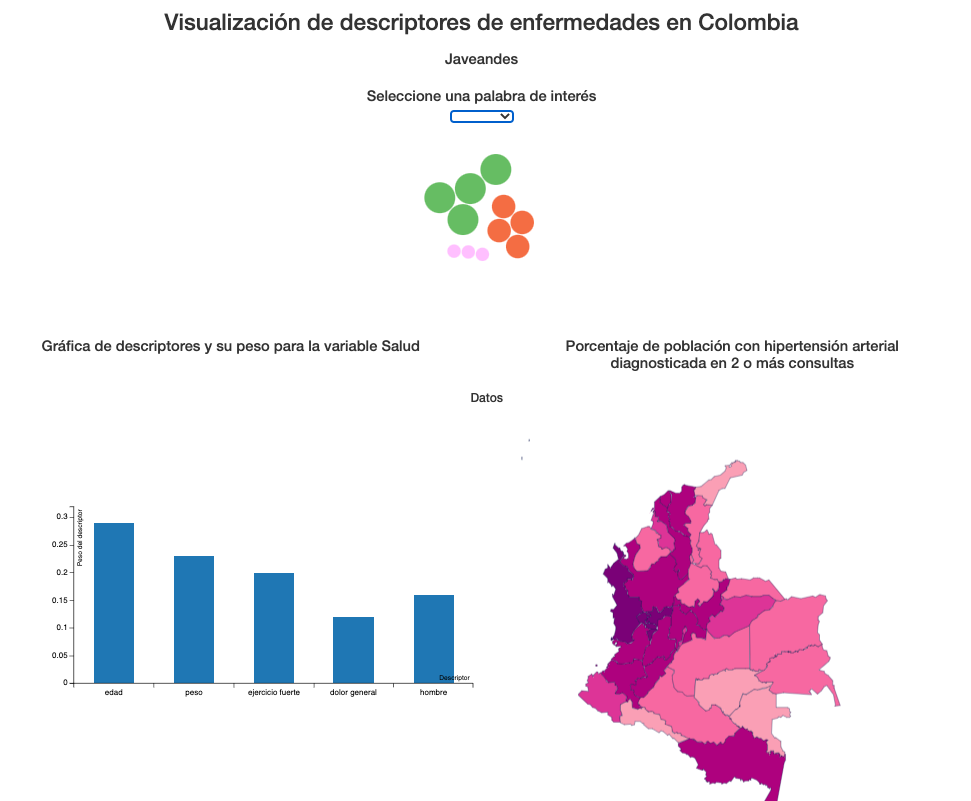 Visualización de descriptores de enfermedades en Colombia
Javeandes
Seleccione una palabra de interés
Gráfica de descriptores y su peso para la variable Salud
Porcentaje de población con hipertensión arterial
diagnosticada en 2 o más consultas
Datos
Peso del descriptor
0.3
0.25
0.2
0.15
0.1
0.05
0
Descriptor
edad
peso
ejercicio fuerte
dolor general
hombre